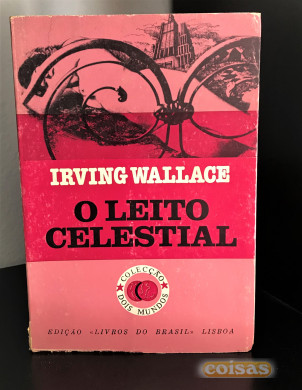 IRVING WALLACE
O LEITO
CELESTIAL
COLECÇÃO
DOIS MUNDOS
EDIÇÃO «LIVROS DO BRASIL» LISBOA
coisas